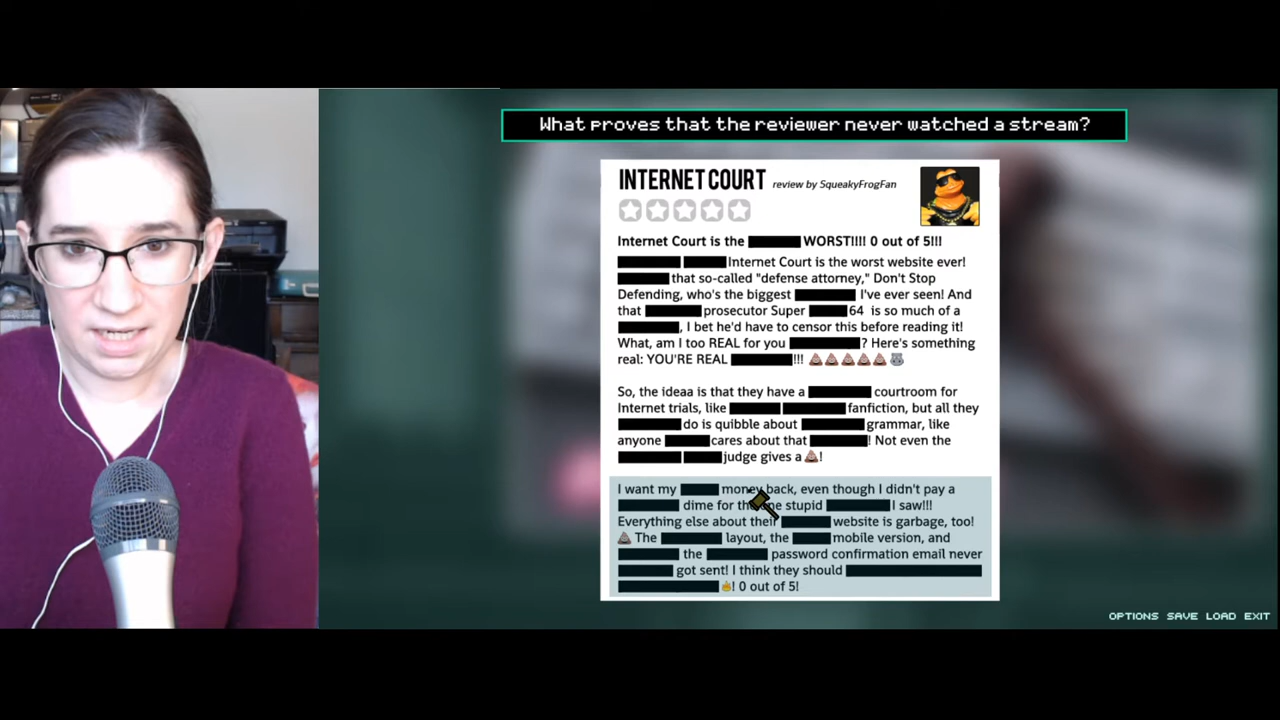 What proves that the reviewer never watched a stream?
INTERNET COURT review by SqueakyFrogFan
Internet Court is the WORST!!!! 0 out of 5!!!
Internet Court is the worst website ever!
that so-called "defense attorney," Don't Stop
Defending, who's the biggest I've ever seen! And
that prosecutor Super 64 is so much of a
, I bet he'd have to censor this before reading it!
What, am I too REAL for you ? Here's something
real: YOU'RE REAL !!! 💩💩💩💩💩
So, the ideaa is that they have a courtroom for
Internet trials, like fanfiction, but all they
do is quibble about grammar, like
anyone cares about that ! Not even the
judge gives a 💩!
I want my money back, even though I didn't pay a
dime for the one stupid I saw!!!
Everything else about their website is garbage, too!
💩 The layout, the mobile version, and
the password confirmation email never
got sent! I think they should
! 0 out of 5!
OPTIONS SAVE LOAD EXIT